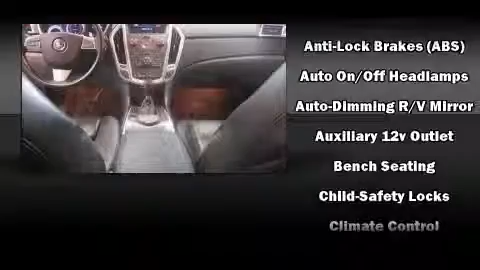 Anti-Lock Brakes (ABS)
Auto On/Off Headlamps
Auto-Dimming R/V Mirror
Auxiliary 12v Outlet
Bench Seating
Child-Safety Locks
Climate Control